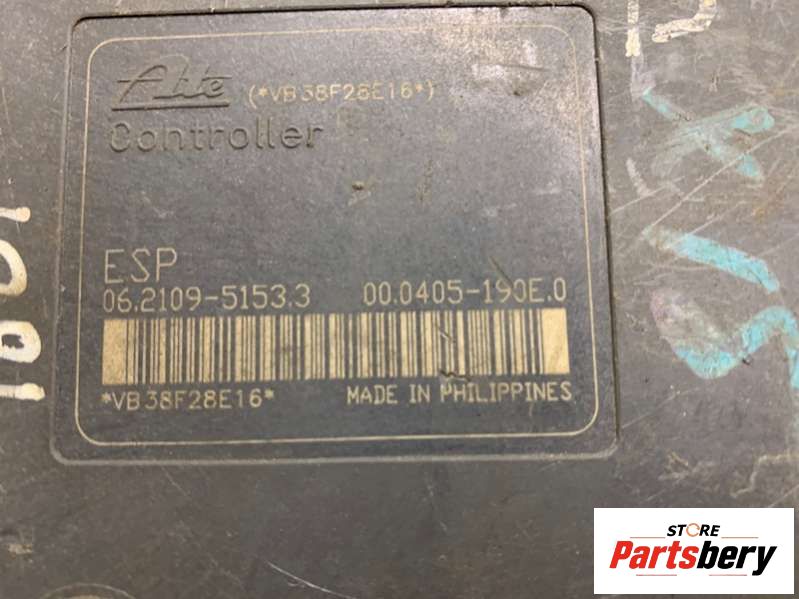 Ate (*VB38F28E16*)
Controller
ESP
06.2109-5153.3 00.0405-190E.0
*VB38F28E16*
MADE IN PHILIPPINES
STORE
Partsbery